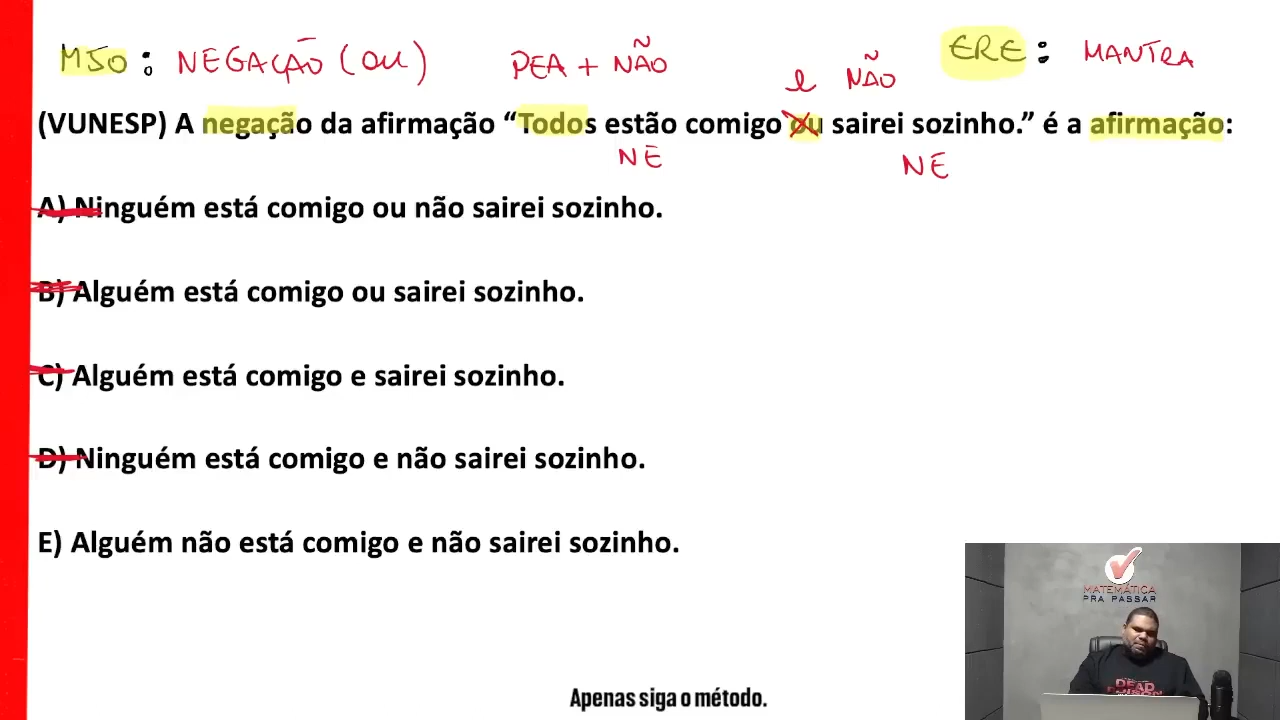 MJO : NEGAÇÃO (OU) PEA + NÃO ERE : MANTRA
e NÃO
(VUNESP) A negação da afirmação “Todos estão comigo ou sairei sozinho.” é a afirmação:
NE NE
A) Ninguém está comigo ou não sairei sozinho.
B) Alguém está comigo ou sairei sozinho.
C) Alguém está comigo e sairei sozinho.
D) Ninguém está comigo e não sairei sozinho.
E) Alguém não está comigo e não sairei sozinho.
MATEMÁTICA
PRA PASSAR
DEAD
Apenas siga o método.